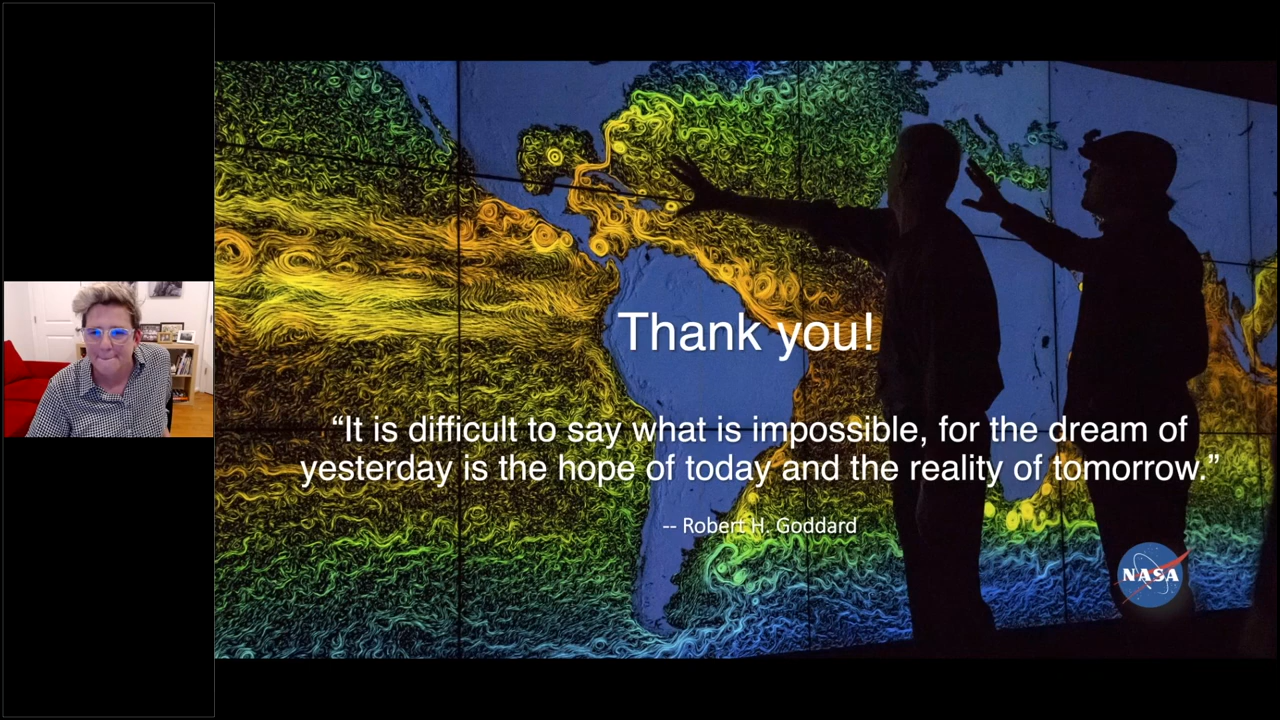 Thank you!
“It is difficult to say what is impossible, for the dream of
yesterday is the hope of today and the reality of tomorrow.”
-- Robert H. Goddard
NASA